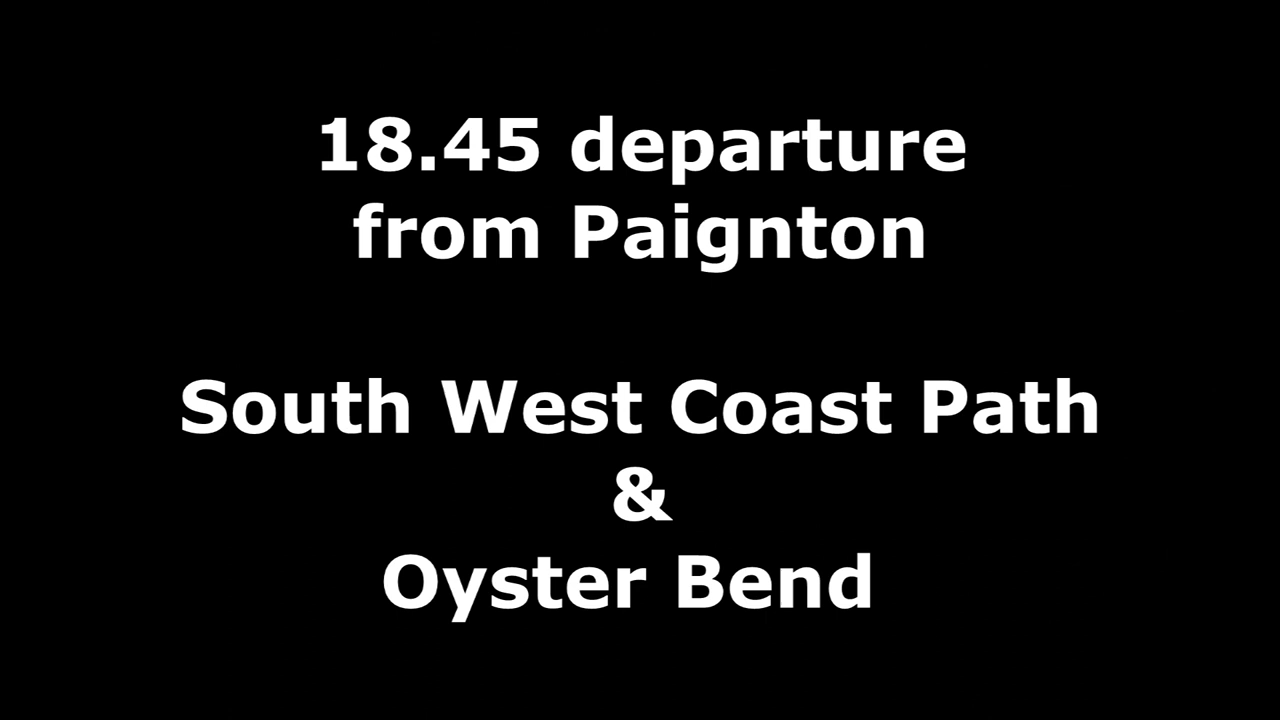 18.45 departure
from Paignton
South West Coast Path
&
Oyster Bend